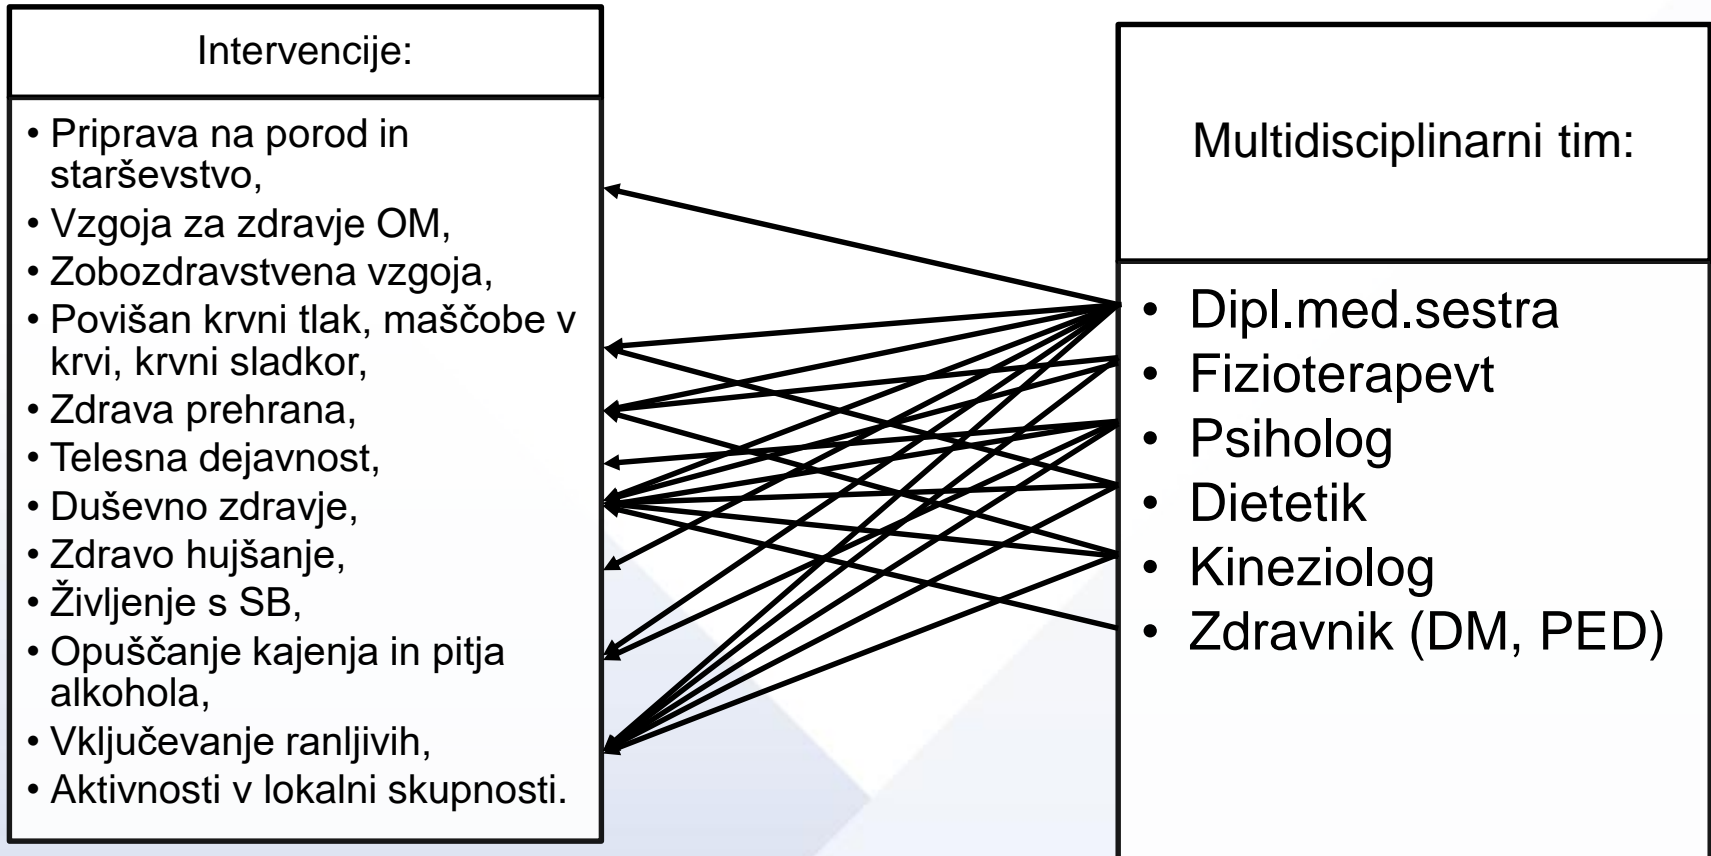 Intervencije:
• Priprava na porod in
starševstvo,
• Vzgoja za zdravje OM,
• Zobozdravstvena vzgoja,
• Povišan krvni tlak, maščobe v
krvi, krvni sladkor,
• Zdrava prehrana,
• Telesna dejavnost,
• Duševno zdravje,
• Zdravo hujšanje,
• Življenje s SB,
• Opuščanje kajenja in pitja
alkohola,
• Vključevanje ranljivih,
• Aktivnosti v lokalni skupnosti.
Multidisciplinarni tim:
• Dipl.med.sestra
• Fizioterapevt
• Psiholog
• Dietetik
• Kineziolog
• Zdravnik (DM, PED)